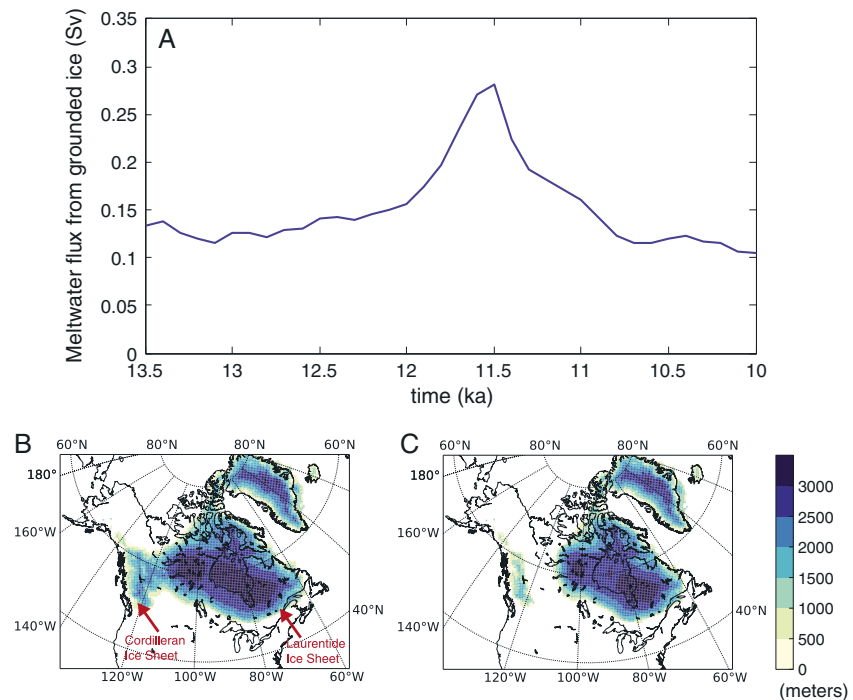 A
Meltwater flux from grounded ice (Sv)
0.35
0.3
0.25
0.2
0.15
0.1
0.05
0
13.5 13 12.5 12 11.5 11 10.5 10
time (ka)
B
60°N 80°N 80°N 60°N
180°
160°W
140°W
40°N
Cordilleran
Ice Sheet
Laurentide
Ice Sheet
120°W 100°W 80°W 60°W
C
60°N 80°N 80°N 60°N
180°
160°W
140°W
40°N
120°W 100°W 80°W 60°W
3000
2500
2000
1500
1000
500
0
(meters)